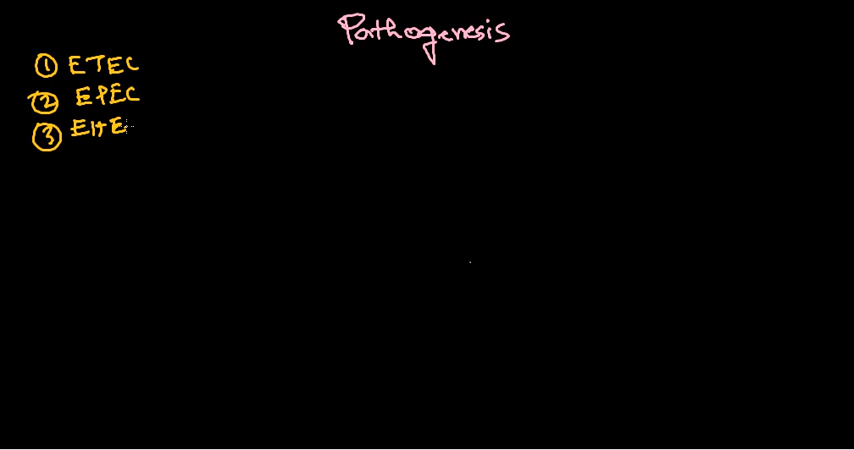 Pathogenesis
① ETEC
② EPEC
③ EHE